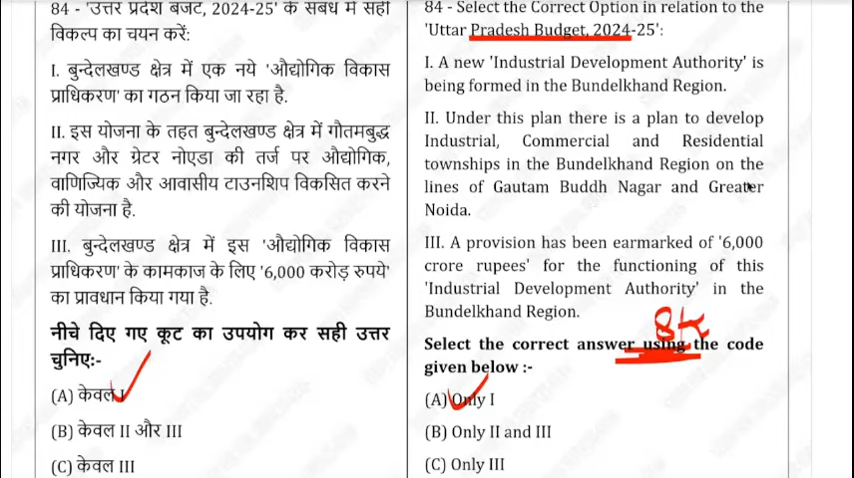 84 - 'उत्तर प्रदेश बजट, 2024-25' के संबंध में सही
विकल्प का चयन करें:
I. बुन्देलखण्ड क्षेत्र में एक नये 'औद्योगिक विकास
प्राधिकरण' का गठन किया जा रहा है.
II. इस योजना के तहत बुन्देलखण्ड क्षेत्र में गौतमबुद्ध
नगर और ग्रेटर नोएडा की तर्ज पर औद्योगिक,
वाणिज्यिक और आवासीय टाउनशिप विकसित करने
की योजना है.
III. बुन्देलखण्ड क्षेत्र में इस 'औद्योगिक विकास
प्राधिकरण' के कामकाज के लिए '6,000 करोड़ रुपये'
का प्रावधान किया गया है.
नीचे दिए गए कूट का उपयोग कर सही उत्तर
चुनिए:-
(A) केवल I
(B) केवल II और III
(C) केवल III
84 - Select the Correct Option in relation to the
'Uttar Pradesh Budget, 2024-25':
I. A new 'Industrial Development Authority' is
being formed in the Bundelkhand Region.
II. Under this plan there is a plan to develop
Industrial, Commercial and Residential
townships in the Bundelkhand Region on the
lines of Gautam Buddh Nagar and Greater
Noida.
III. A provision has been earmarked of '6,000
crore rupees' for the functioning of this
'Industrial Development Authority' in the
Bundelkhand Region.
Select the correct answer using the code
given below :-
(A) Only I
(B) Only II and III
(C) Only III